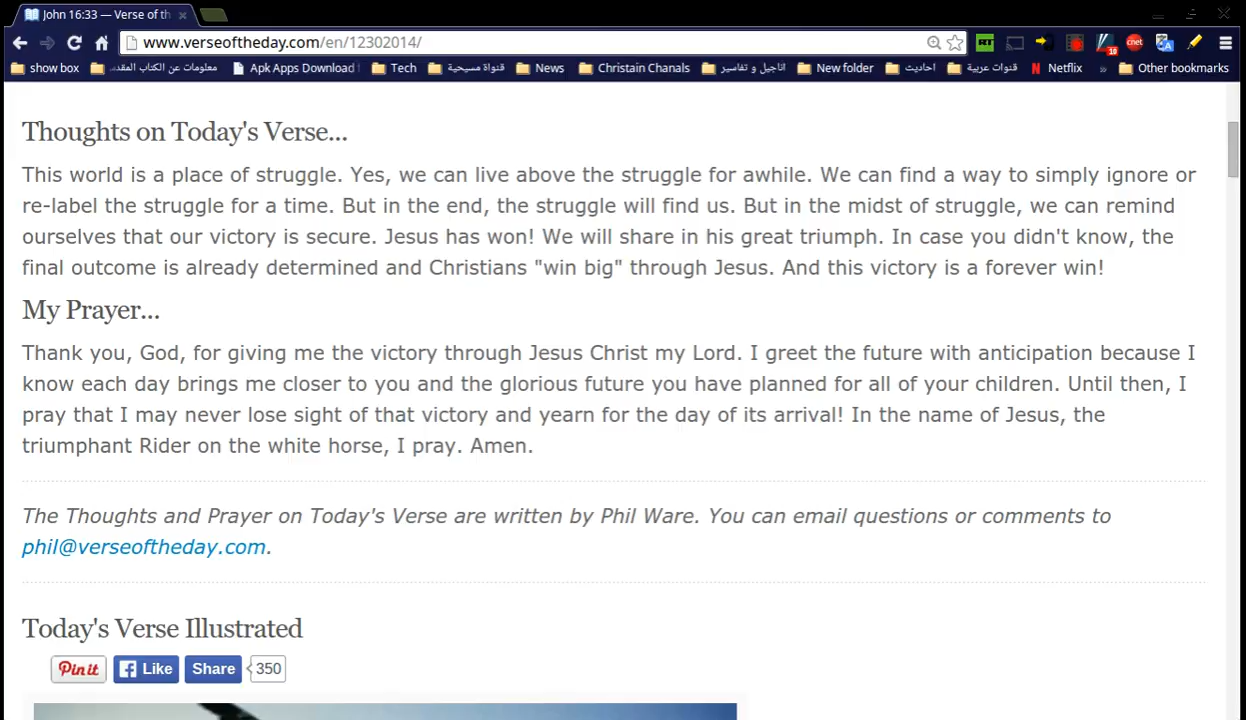 John 16:33 — Verse of th
www.verseoftheday.com/en/12302014/
show box معلومات عن الكتاب المقد.. Apk Apps Download Tech قنواة مسيحية News Christain Chanals اناجيل و تفاسير New folder احاديث قنوات عربية Netflix » Other bookmarks
Thoughts on Today's Verse...
This world is a place of struggle. Yes, we can live above the struggle for awhile. We can find a way to simply ignore or
re-label the struggle for a time. But in the end, the struggle will find us. But in the midst of struggle, we can remind
ourselves that our victory is secure. Jesus has won! We will share in his great triumph. In case you didn't know, the
final outcome is already determined and Christians "win big" through Jesus. And this victory is a forever win!
My Prayer...
Thank you, God, for giving me the victory through Jesus Christ my Lord. I greet the future with anticipation because I
know each day brings me closer to you and the glorious future you have planned for all of your children. Until then, I
pray that I may never lose sight of that victory and yearn for the day of its arrival! In the name of Jesus, the
triumphant Rider on the white horse, I pray. Amen.
The Thoughts and Prayer on Today's Verse are written by Phil Ware. You can email questions or comments to
phil@verseoftheday.com.
Today's Verse Illustrated
Pin it Like Share 350